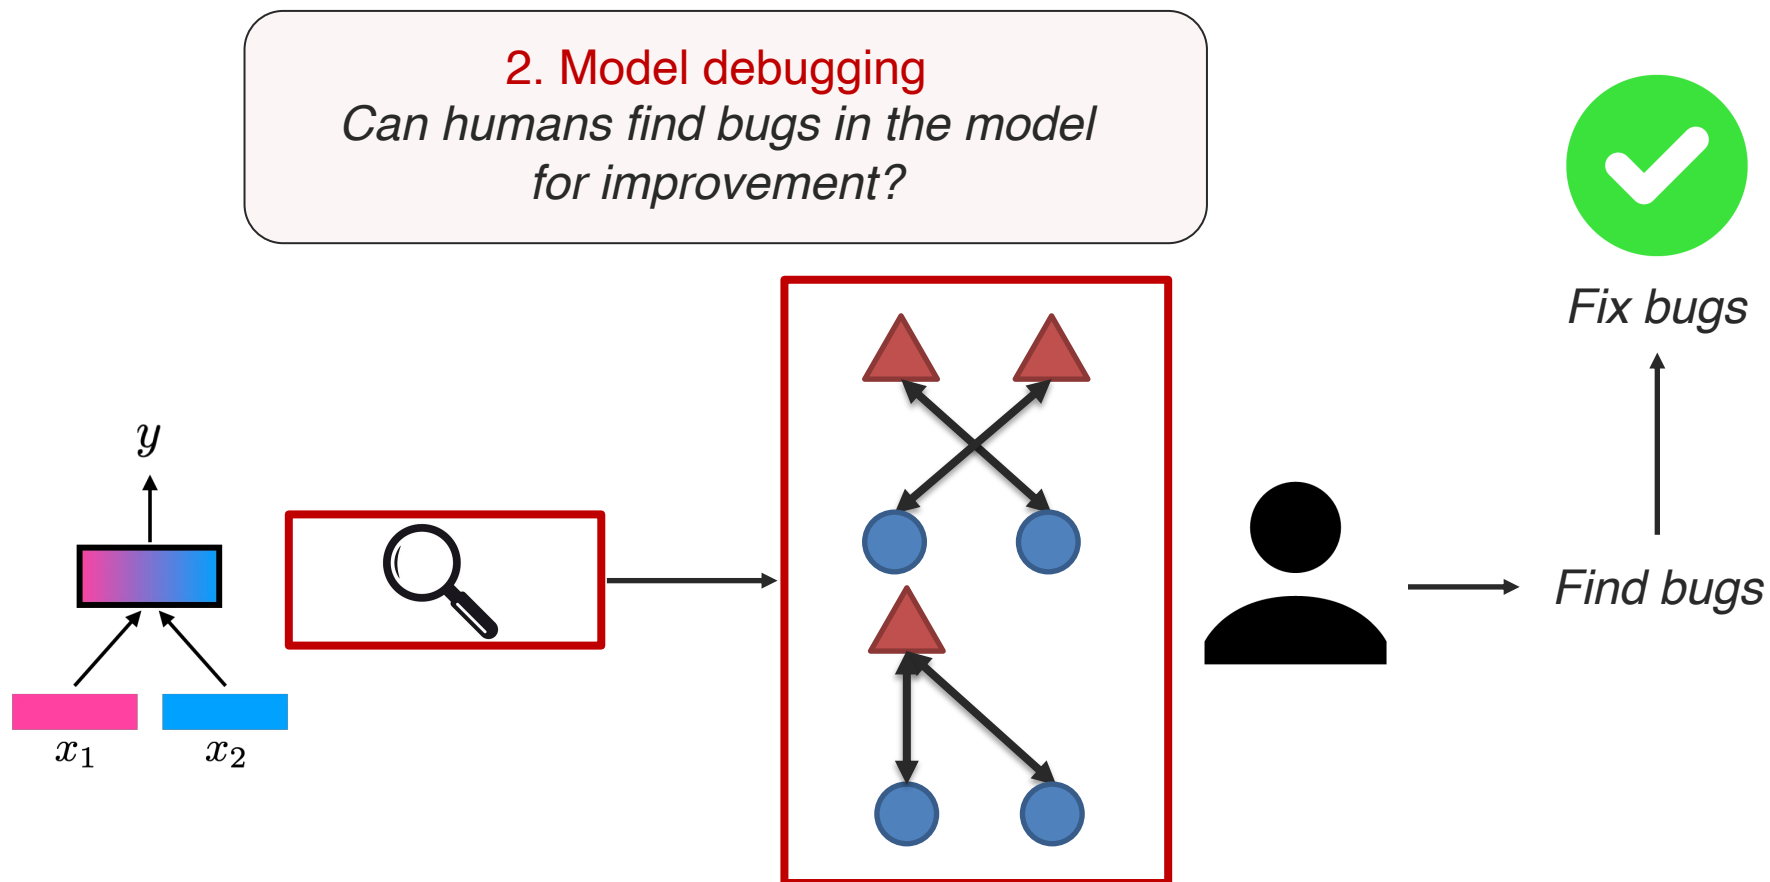 2. Model debugging
Can humans find bugs in the model
for improvement?
Fix bugs
y
Find bugs
x₁
x₂